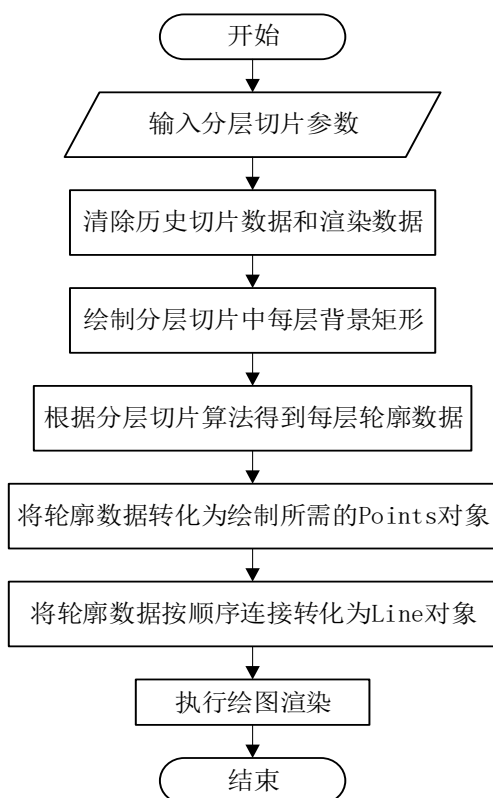 开始
输入分层切片参数
清除历史切片数据和渲染数据
绘制分层切片中每层背景矩形
根据分层切片算法得到每层轮廓数据
将轮廓数据转化为绘制所需的Points对象
将轮廓数据按顺序连接转化为Line对象
执行绘图渲染
结束